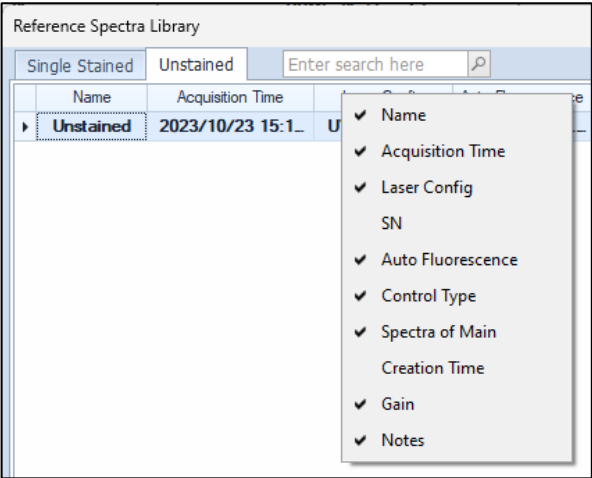 Reference Spectra Library
Single Stained Unstained Enter search here
Name Acquisition Time
Unstained 2023/10/23 15:1...
Name
Acquisition Time
Laser Config
SN
Auto Fluorescence
Control Type
Spectra of Main
Creation Time
Gain
Notes